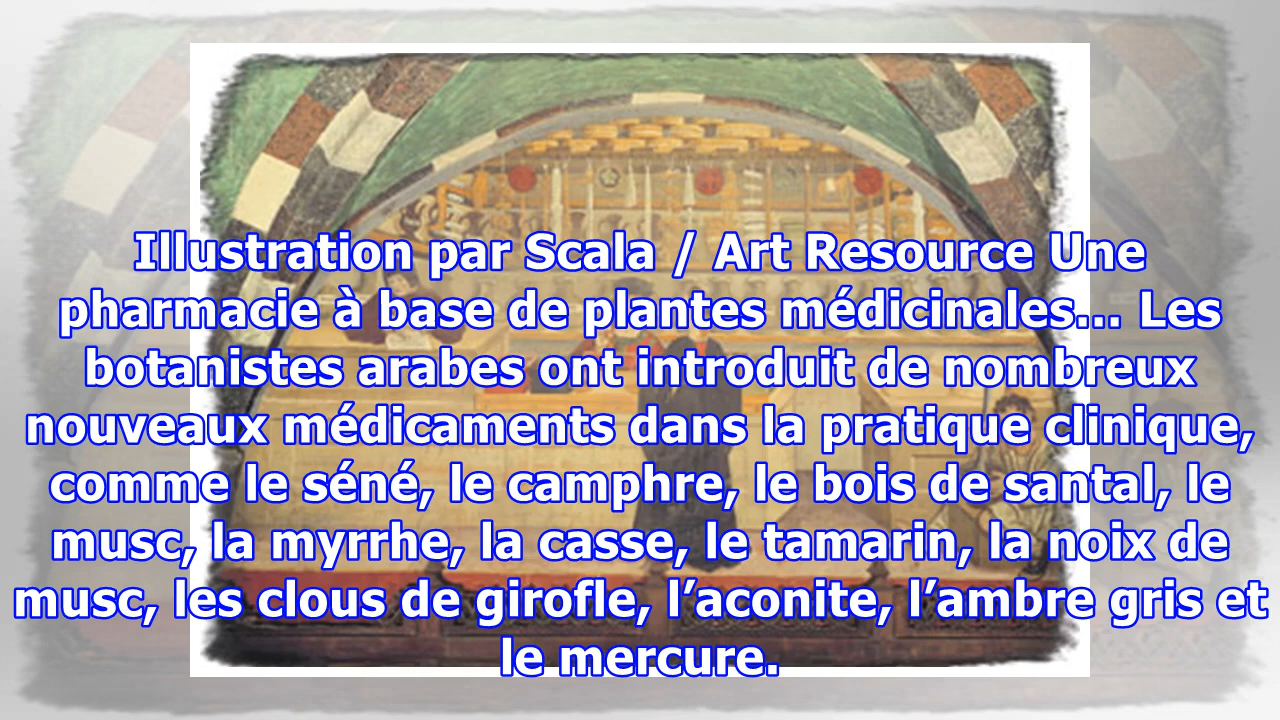 Illustration par Scala / Art Resource Une
pharmacie à base de plantes médicinales... Les
botanistes arabes ont introduit de nombreux
nouveaux médicaments dans la pratique clinique,
comme le séné, le camphre, le bois de santal, le
musc, la myrrhe, la casse, le tamarin, la noix de
musc, les clous de girofle, l’aconite, l’ambre gris et
le mercure.